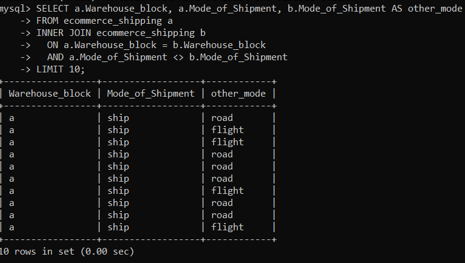 mysql> SELECT a.Warehouse_block, a.Mode_of_Shipment, b.Mode_of_Shipment AS other_mode
-> FROM ecommerce_shipping a
-> INNER JOIN ecommerce_shipping b
-> ON a.Warehouse_block = b.Warehouse_block
-> AND a.Mode_of_Shipment <> b.Mode_of_Shipment
-> LIMIT 10;
+-----------------+------------------+------------+
| Warehouse_block | Mode_of_Shipment | other_mode |
+-----------------+------------------+------------+
| a | ship | road |
| a | ship | flight |
| a | ship | flight |
| a | ship | road |
| a | ship | road |
| a | ship | road |
| a | ship | flight |
| a | ship | road |
| a | ship | road |
| a | ship | flight |
+-----------------+------------------+------------+
10 rows in set (0.00 sec)